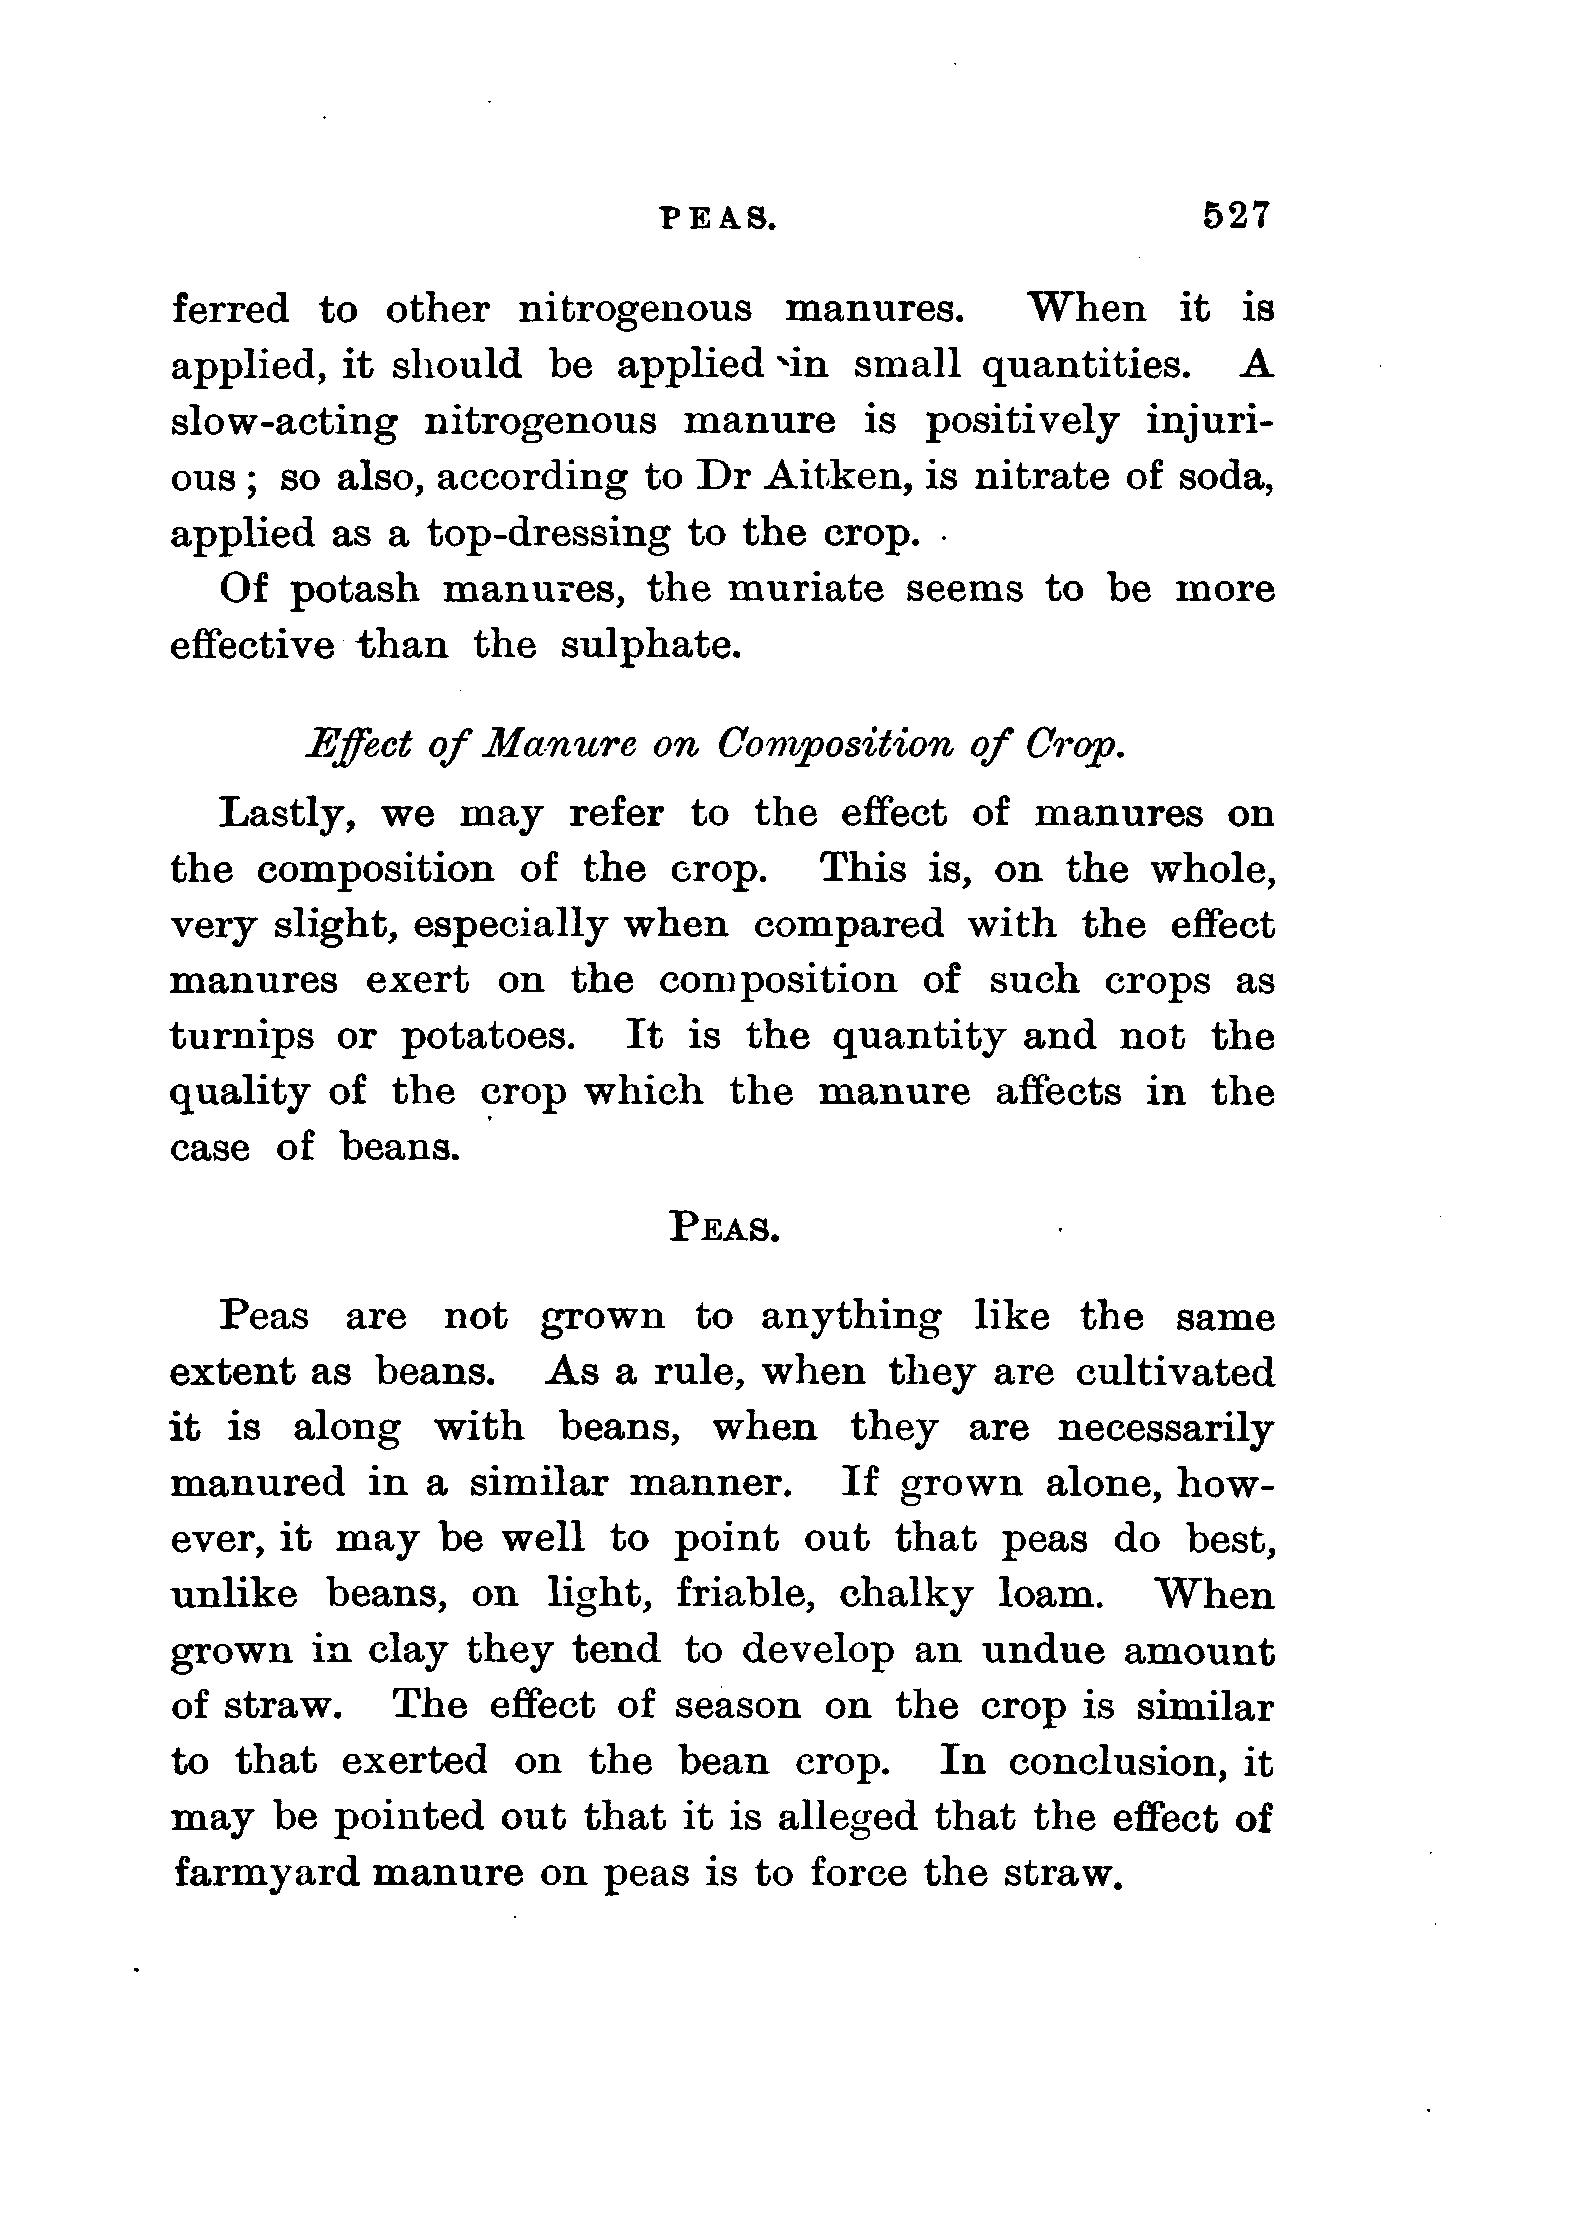 PEAS. 527
ferred to other nitrogenous manures. When it is
applied, it should be applied in small quantities. A
slow-acting nitrogenous manure is positively injuri-
ous; so also, according to Dr Aitken, is nitrate of soda,
applied as a top-dressing to the crop.
Of potash manures, the muriate seems to be more
effective than the sulphate.
Effect of Manure on Composition of Crop.
Lastly, we may refer to the effect of manures on
the composition of the crop. This is, on the whole,
very slight, especially when compared with the effect
manures exert on the composition of such crops as
turnips or potatoes. It is the quantity and not the
quality of the crop which the manure affects in the
case of beans.
PEAS.
Peas are not grown to anything like the same
extent as beans. As a rule, when they are cultivated
it is along with beans, when they are necessarily
manured in a similar manner. If grown alone, how-
ever, it may be well to point out that peas do best,
unlike beans, on light, friable, chalky loam. When
grown in clay they tend to develop an undue amount
of straw. The effect of season on the crop is similar
to that exerted on the bean crop. In conclusion, it
may be pointed out that it is alleged that the effect of
farmyard manure on peas is to force the straw.